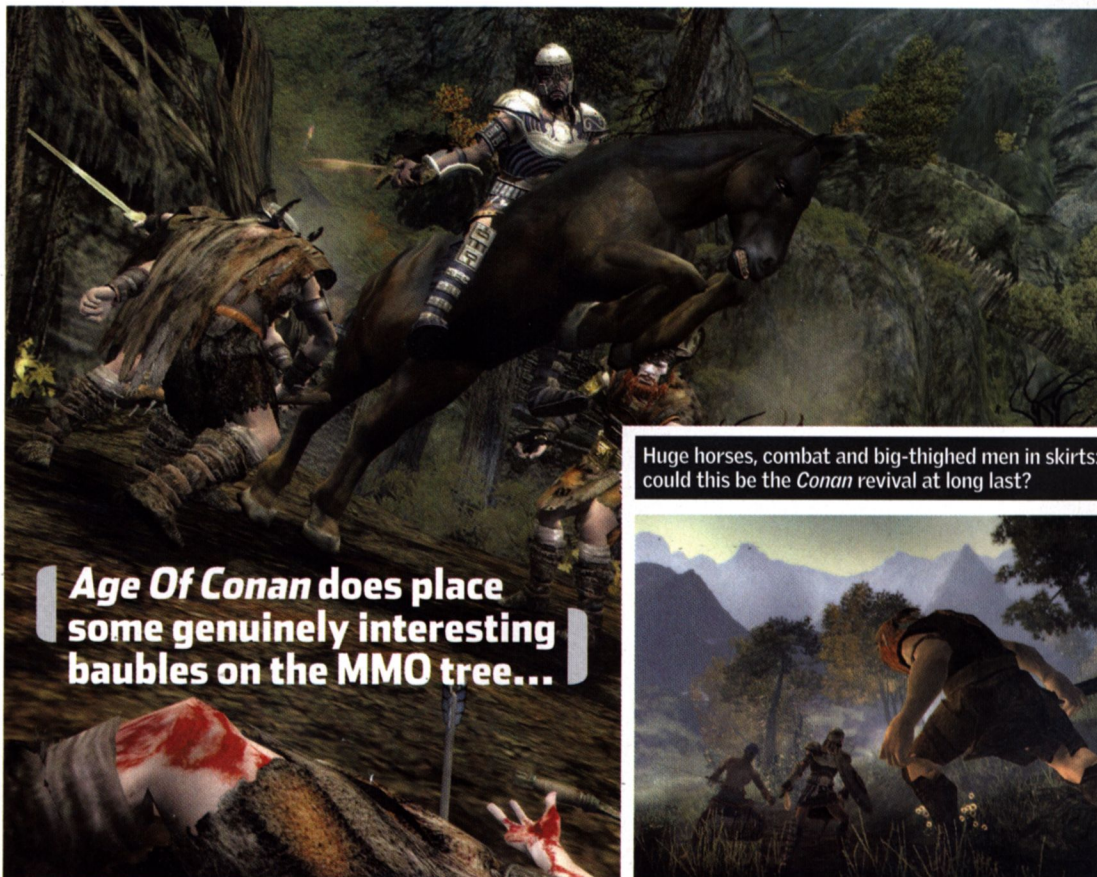 Huge horses, combat and big-thighed men in skirts:
could this be the Conan revival at long last?
Age Of Conan does place
some genuinely interesting
baubles on the MMO tree...